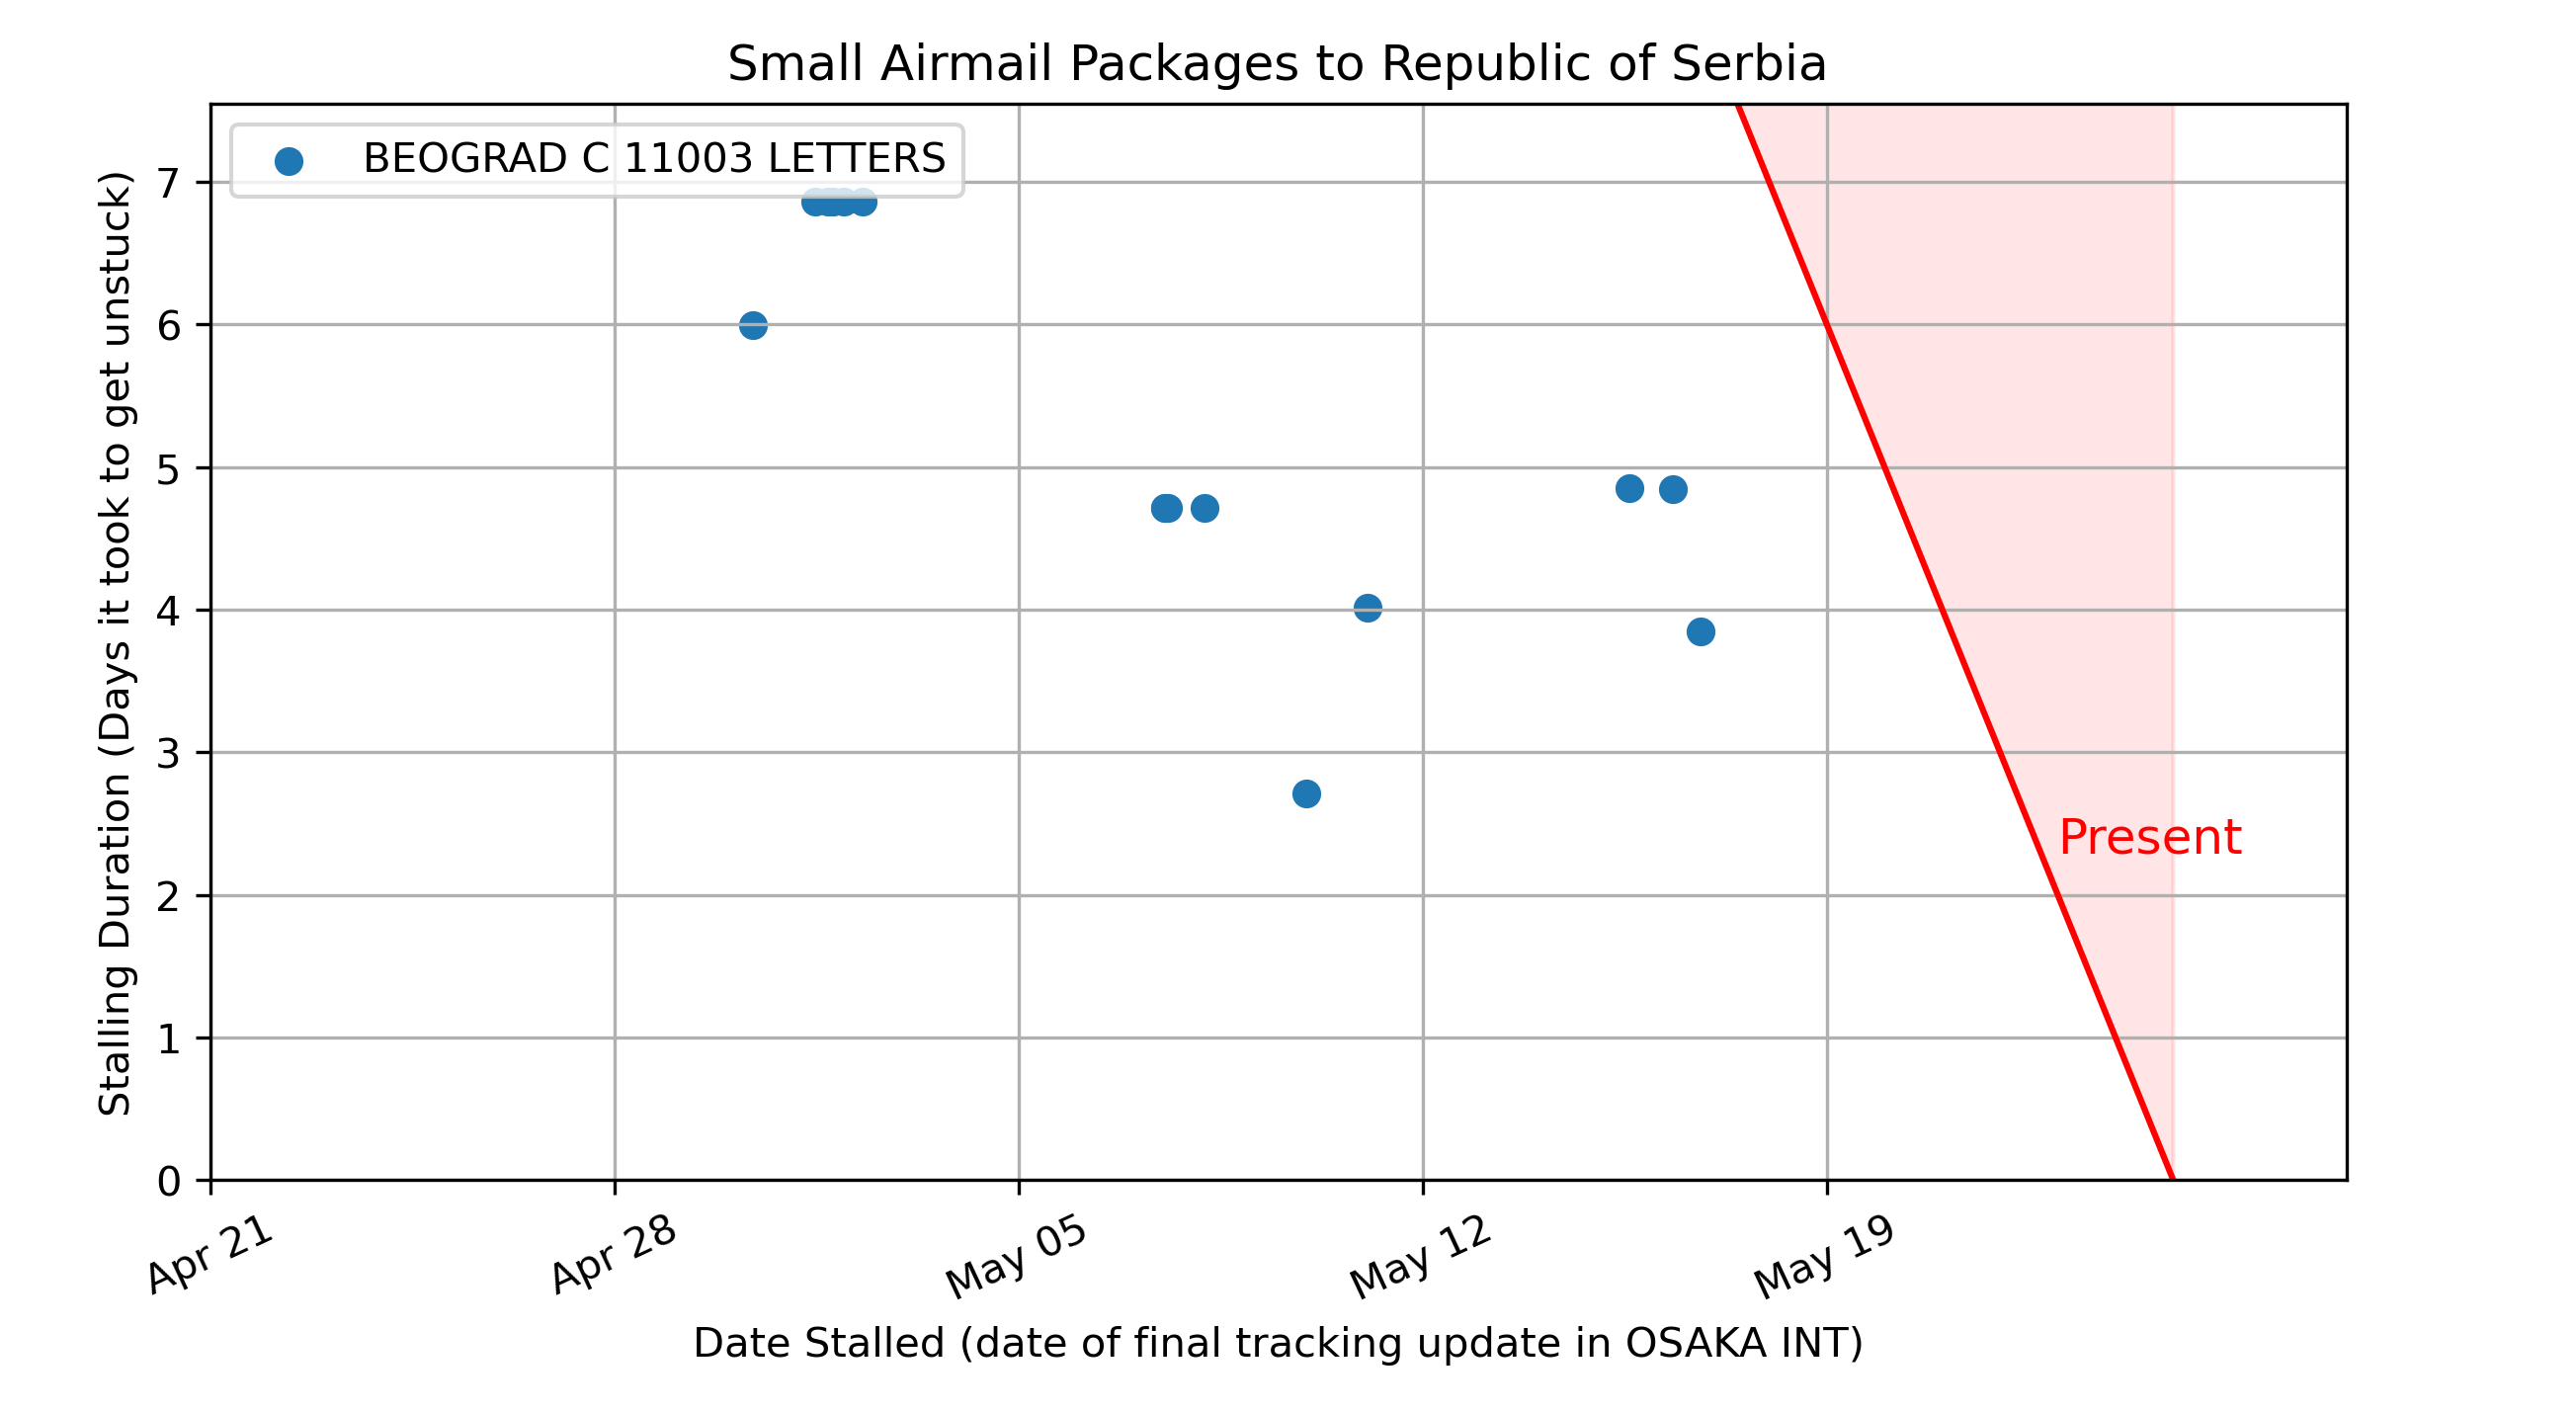 Small Airmail Packages to Republic of Serbia
BEOGRAD C 11003 LETTERS
Stalling Duration (Days it took to get unstuck)
7
6
5
4
3
2
1
0
Present
Apr 21
Apr 28
May 05
May 12
May 19
Date Stalled (date of final tracking update in OSAKA INT)